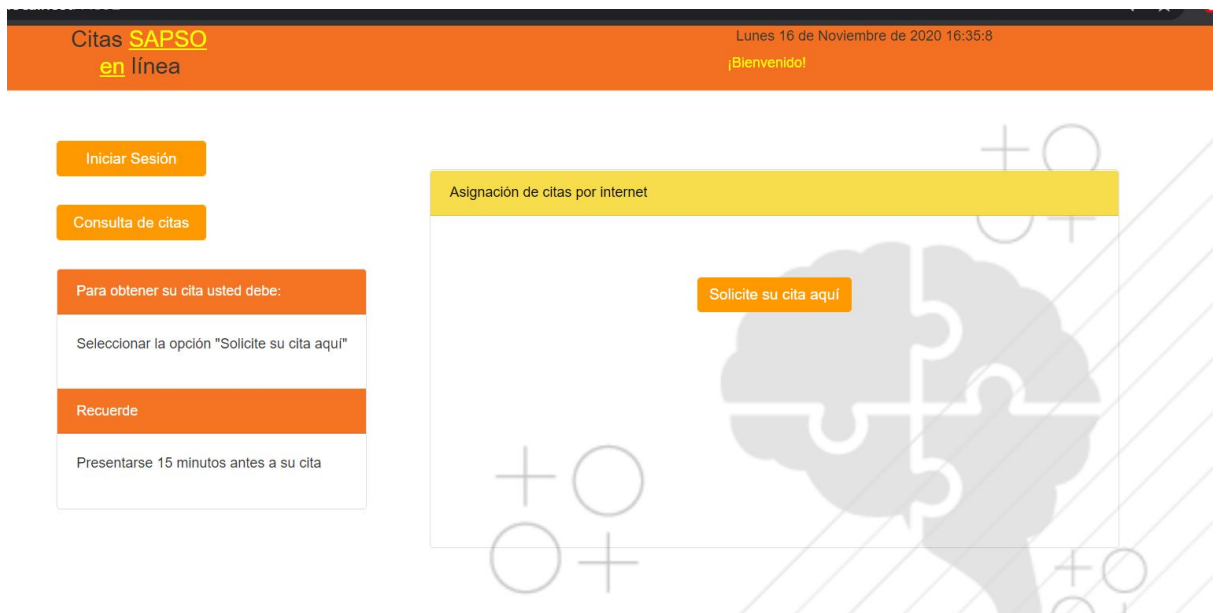 Citas SAPSO
en línea
Lunes 16 de Noviembre de 2020 16:35:8
¡Bienvenido!
Iniciar Sesión
Consulta de citas
Para obtener su cita usted debe:
Seleccionar la opción "Solicite su cita aquí"
Recuerde
Presentarse 15 minutos antes a su cita
Asignación de citas por internet
Solicite su cita aquí